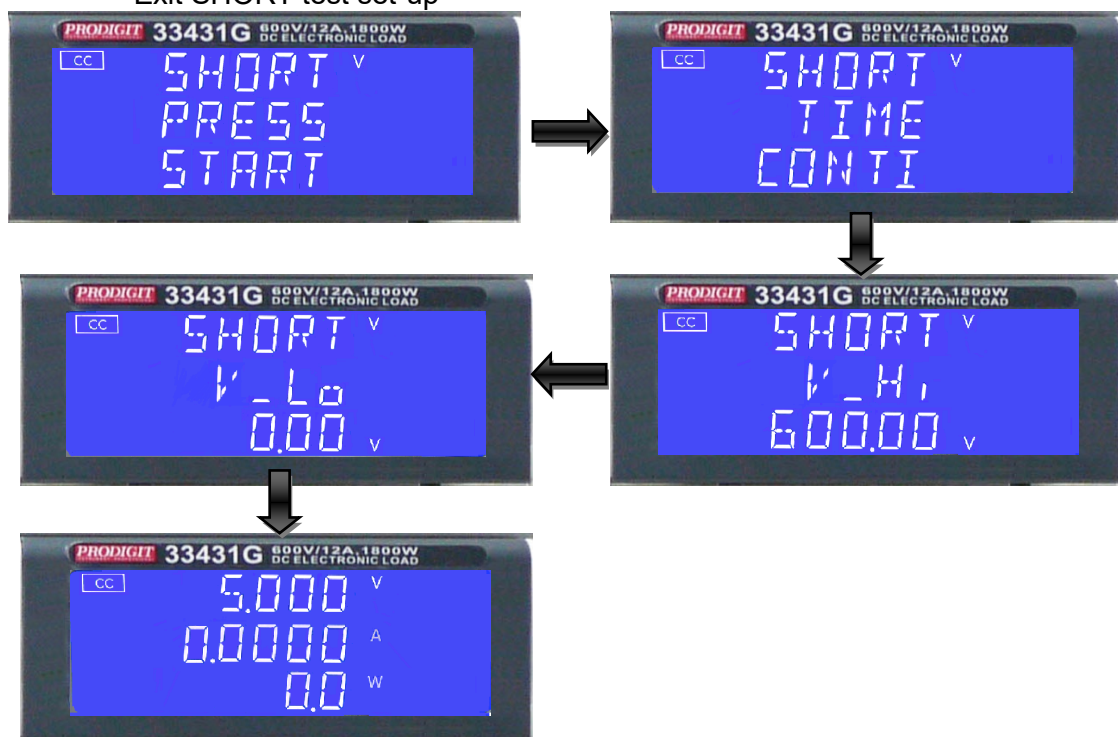 Exit SHORT test set-up
PRODIGIT 33431G 600V/12A,1800W
DC ELECTRONIC LOAD
CC SHORT V
PRESS
START
PRODIGIT 33431G 600V/12A,1800W
DC ELECTRONIC LOAD
CC SHORT V
TIME
CONTI
PRODIGIT 33431G 600V/12A,1800W
DC ELECTRONIC LOAD
CC SHORT V
V_Hi
600.00 V
PRODIGIT 33431G 600V/12A,1800W
DC ELECTRONIC LOAD
CC SHORT V
V_Lo
0.00 V
PRODIGIT 33431G 600V/12A,1800W
DC ELECTRONIC LOAD
CC 5.000 V
0.0000 A
0.0 W